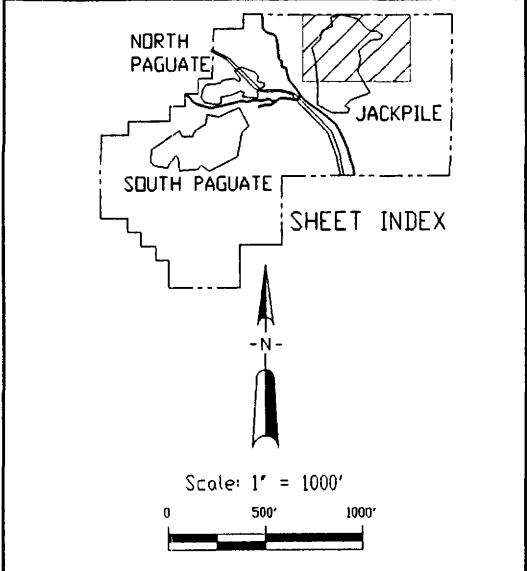 NORTH
PAGUATE
JACKPILE
SOUTH PAGUATE
SHEET INDEX
-N-
Scale: 1" = 1000'
0 500' 1000'